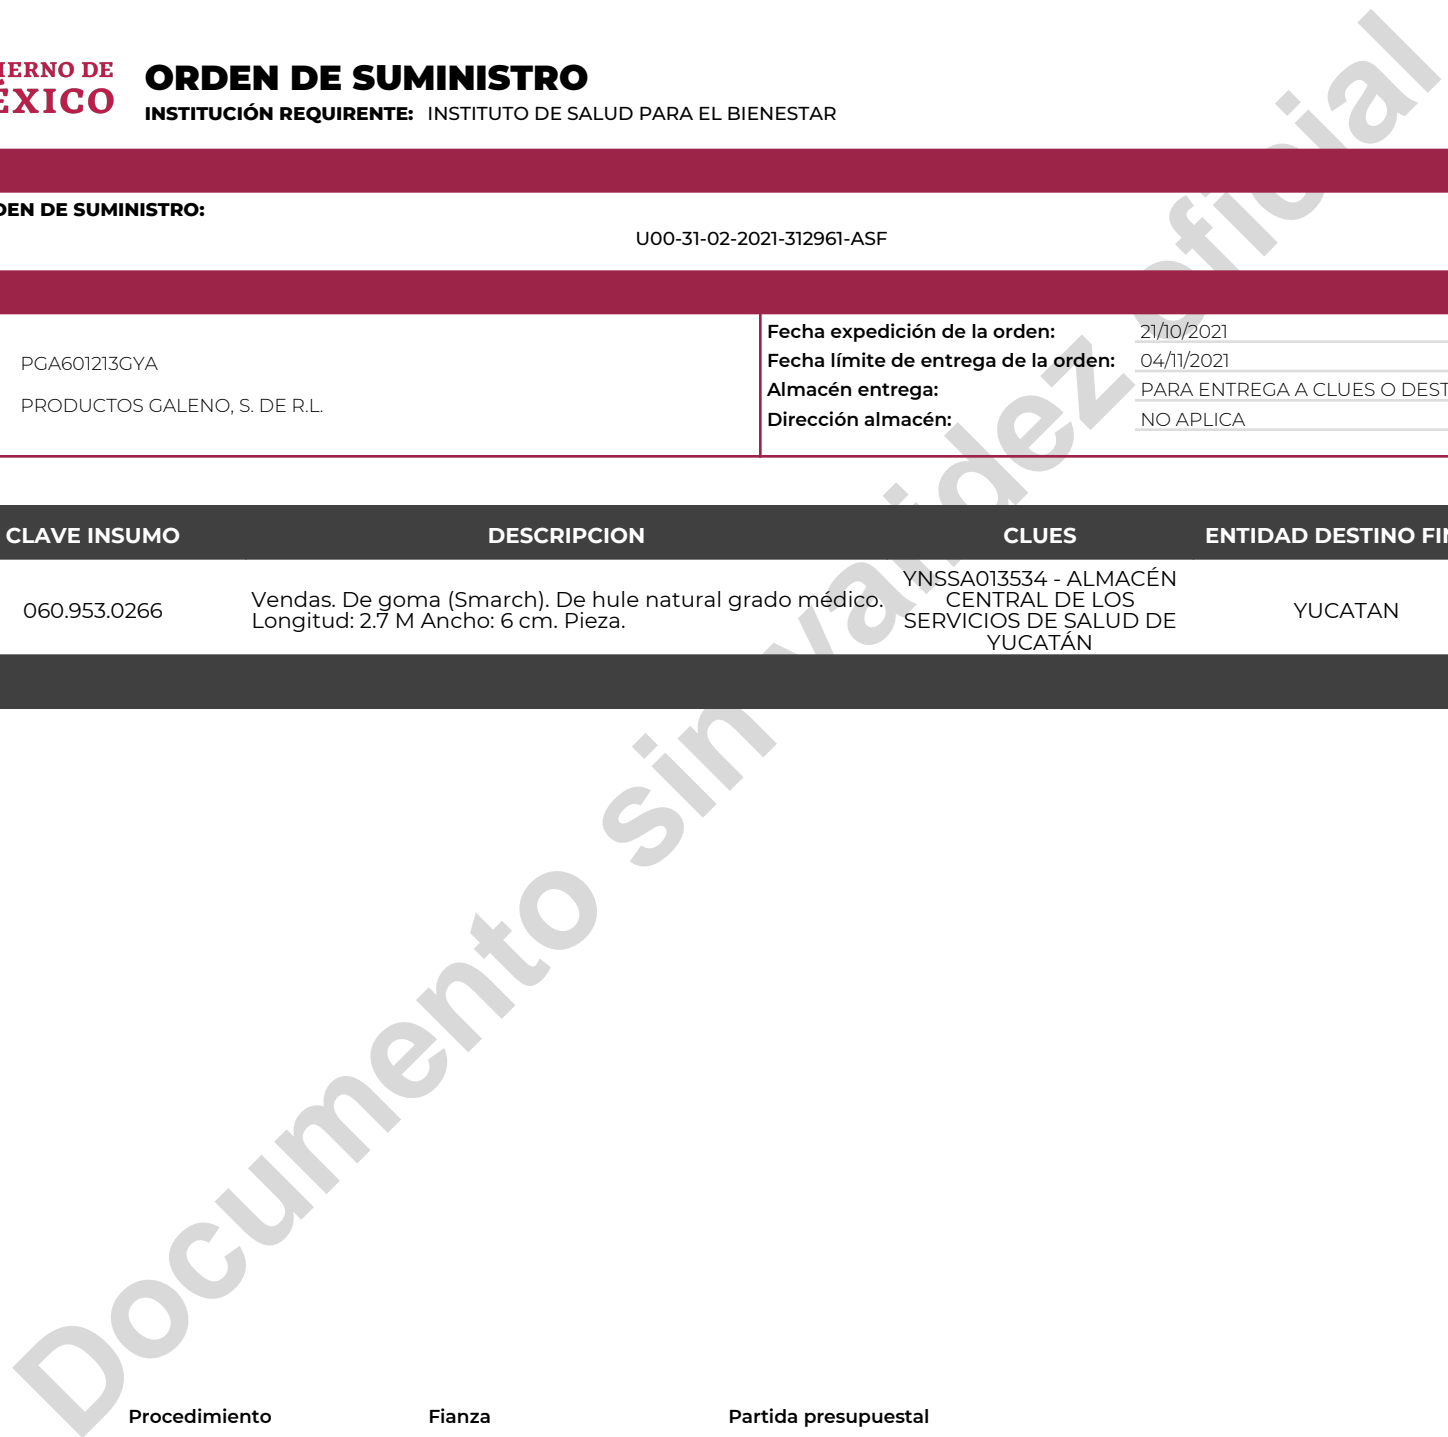 IERNO DE
ÉXICO
ORDEN DE SUMINISTRO
INSTITUCIÓN REQUIRENTE: INSTITUTO DE SALUD PARA EL BIENESTAR
DEN DE SUMINISTRO:
U00-31-02-2021-312961-ASF
PGA601213GYA
PRODUCTOS GALENO, S. DE R.L.
Fecha expedición de la orden: 21/10/2021
Fecha límite de entrega de la orden: 04/11/2021
Almacén entrega: PARA ENTREGA A CLUES O DEST
Dirección almacén: NO APLICA
CLAVE INSUMO DESCRIPCION CLUES ENTIDAD DESTINO FIN
060.953.0266
Vendas. De goma (Smarch). De hule natural grado médico.
Longitud: 2.7 M Ancho: 6 cm. Pieza.
YNSSA013534 - ALMACÉN
CENTRAL DE LOS
SERVICIOS DE SALUD DE
YUCATÁN
YUCATAN
Documento sin validez oficial
Procedimiento Fianza Partida presupuestal